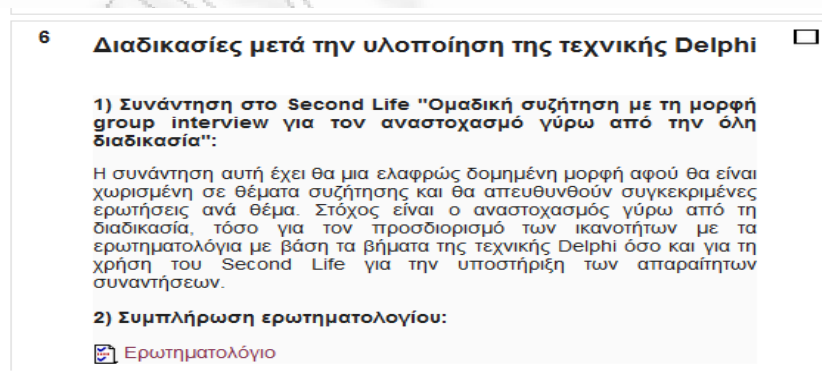 6 Διαδικασίες μετά την υλοποίηση της τεχνικής Delphi
1) Συνάντηση στο Second Life "Ομαδική συζήτηση με τη μορφή
group interview για τον αναστοχασμό γύρω από την όλη
διαδικασία":
Η συνάντηση αυτή έχει θα μια ελαφρώς δομημένη μορφή αφού θα είναι
χωρισμένη σε θέματα συζήτησης και θα απευθυνθούν συγκεκριμένες
ερωτήσεις ανά θέμα. Στόχος είναι ο αναστοχασμός γύρω από τη
διαδικασία, τόσο για τον προσδιορισμό των ικανοτήτων με τα
ερωτηματολόγια με βάση τα βήματα της τεχνικής Delphi όσο και για τη
χρήση του Second Life για την υποστήριξη των απαραίτητων
συναντήσεων.
2) Συμπλήρωση ερωτηματολογίου:
Ερωτηματολόγιο